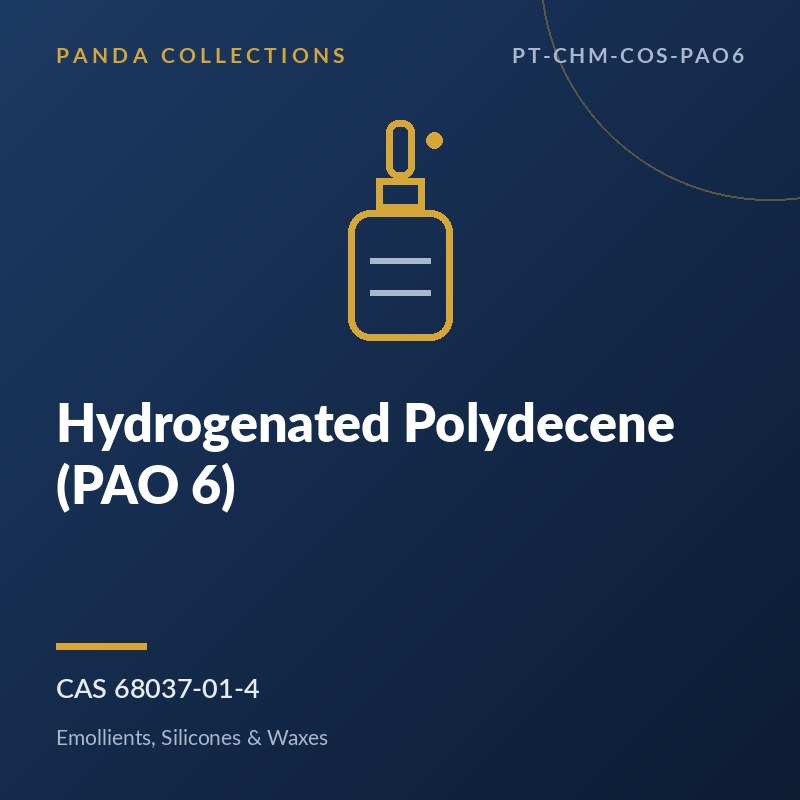 PANDA COLLECTIONS
PT-CHM-COS-PAO6
Hydrogenated Polydecene
(PAO 6)
CAS 68037-01-4
Emollients, Silicones & Waxes